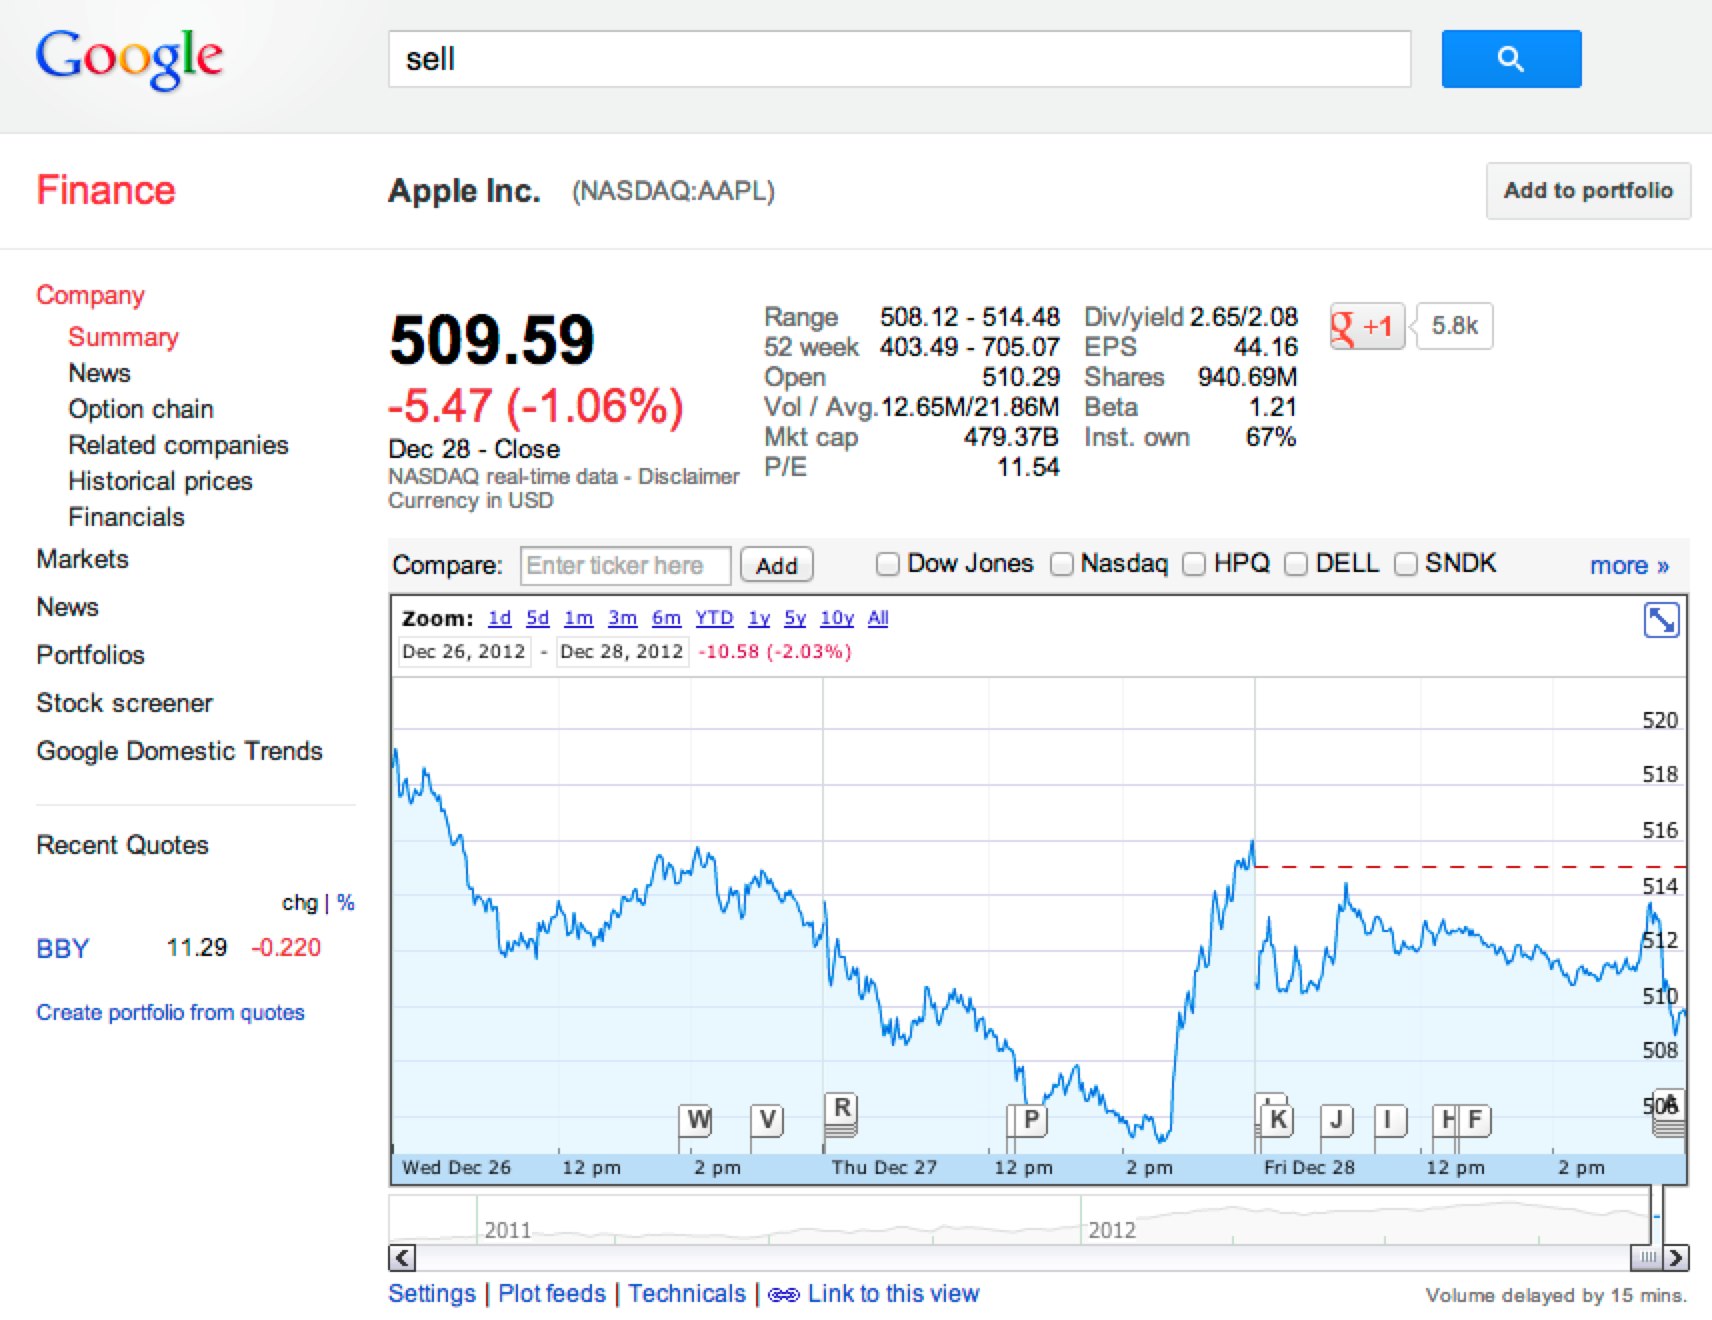 Google
sell
Finance
Apple Inc. (NASDAQ:AAPL)
Add to portfolio
Company
Summary
News
Option chain
Related companies
Historical prices
Financials
Markets
News
Portfolios
Stock screener
Google Domestic Trends
Recent Quotes
chg | %
BBY 11.29 -0.220
Create portfolio from quotes
509.59
-5.47 (-1.06%)
Dec 28 - Close
NASDAQ real-time data - Disclaimer
Currency in USD
Range 508.12 - 514.48
52 week 403.49 - 705.07
Open 510.29
Vol / Avg. 12.65M/21.86M
Mkt cap 479.37B
P/E 11.54
Div/yield 2.65/2.08
EPS 44.16
Shares 940.69M
Beta 1.21
Inst. own 67%
g +1 5.8k
Compare: Enter ticker here Add Dow Jones Nasdaq HPQ DELL SNDK more »
Zoom: 1d 5d 1m 3m 6m YTD 1y 5y 10y All
Dec 26, 2012 - Dec 28, 2012 -10.58 (-2.03%)
520
518
516
514
512
510
508
506
W V R P K J I H F A
Wed Dec 26 12 pm 2 pm Thu Dec 27 12 pm 2 pm Fri Dec 28 12 pm 2 pm
2011 2012
Settings | Plot feeds | Technicals | Link to this view
Volume delayed by 15 mins.